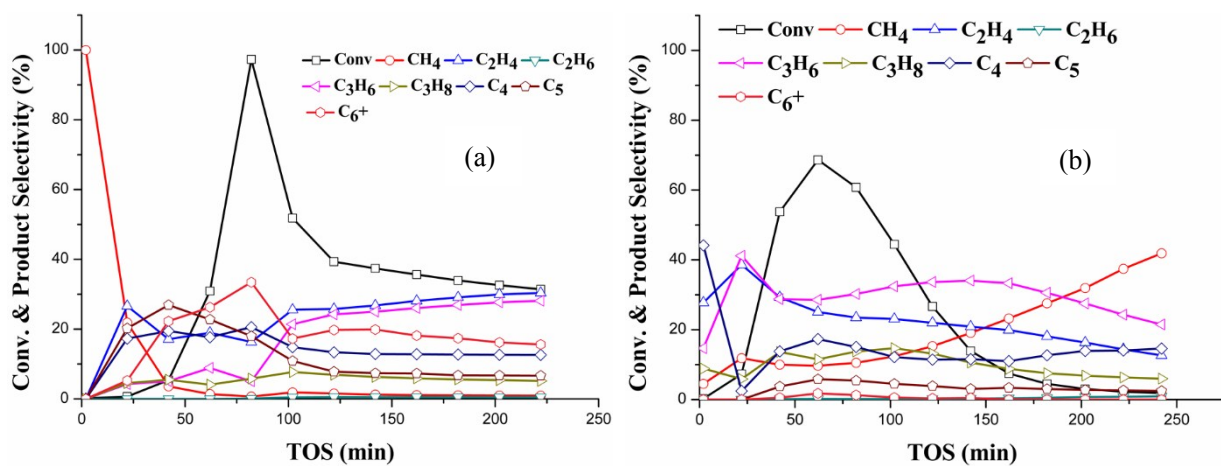 Conv CH4 C2H4 C2H6
C3H6 C3H8 C4 C5
C6+
(a)
Conv. & Product Selectivity (%)
100
80
60
40
20
0
0 50 100 150 200 250
TOS (min)
Conv CH4 C2H4 C2H6
C3H6 C3H8 C4 C5
C6+
(b)
Conv. & Product Selectivity (%)
100
80
60
40
20
0
0 50 100 150 200 250
TOS (min)